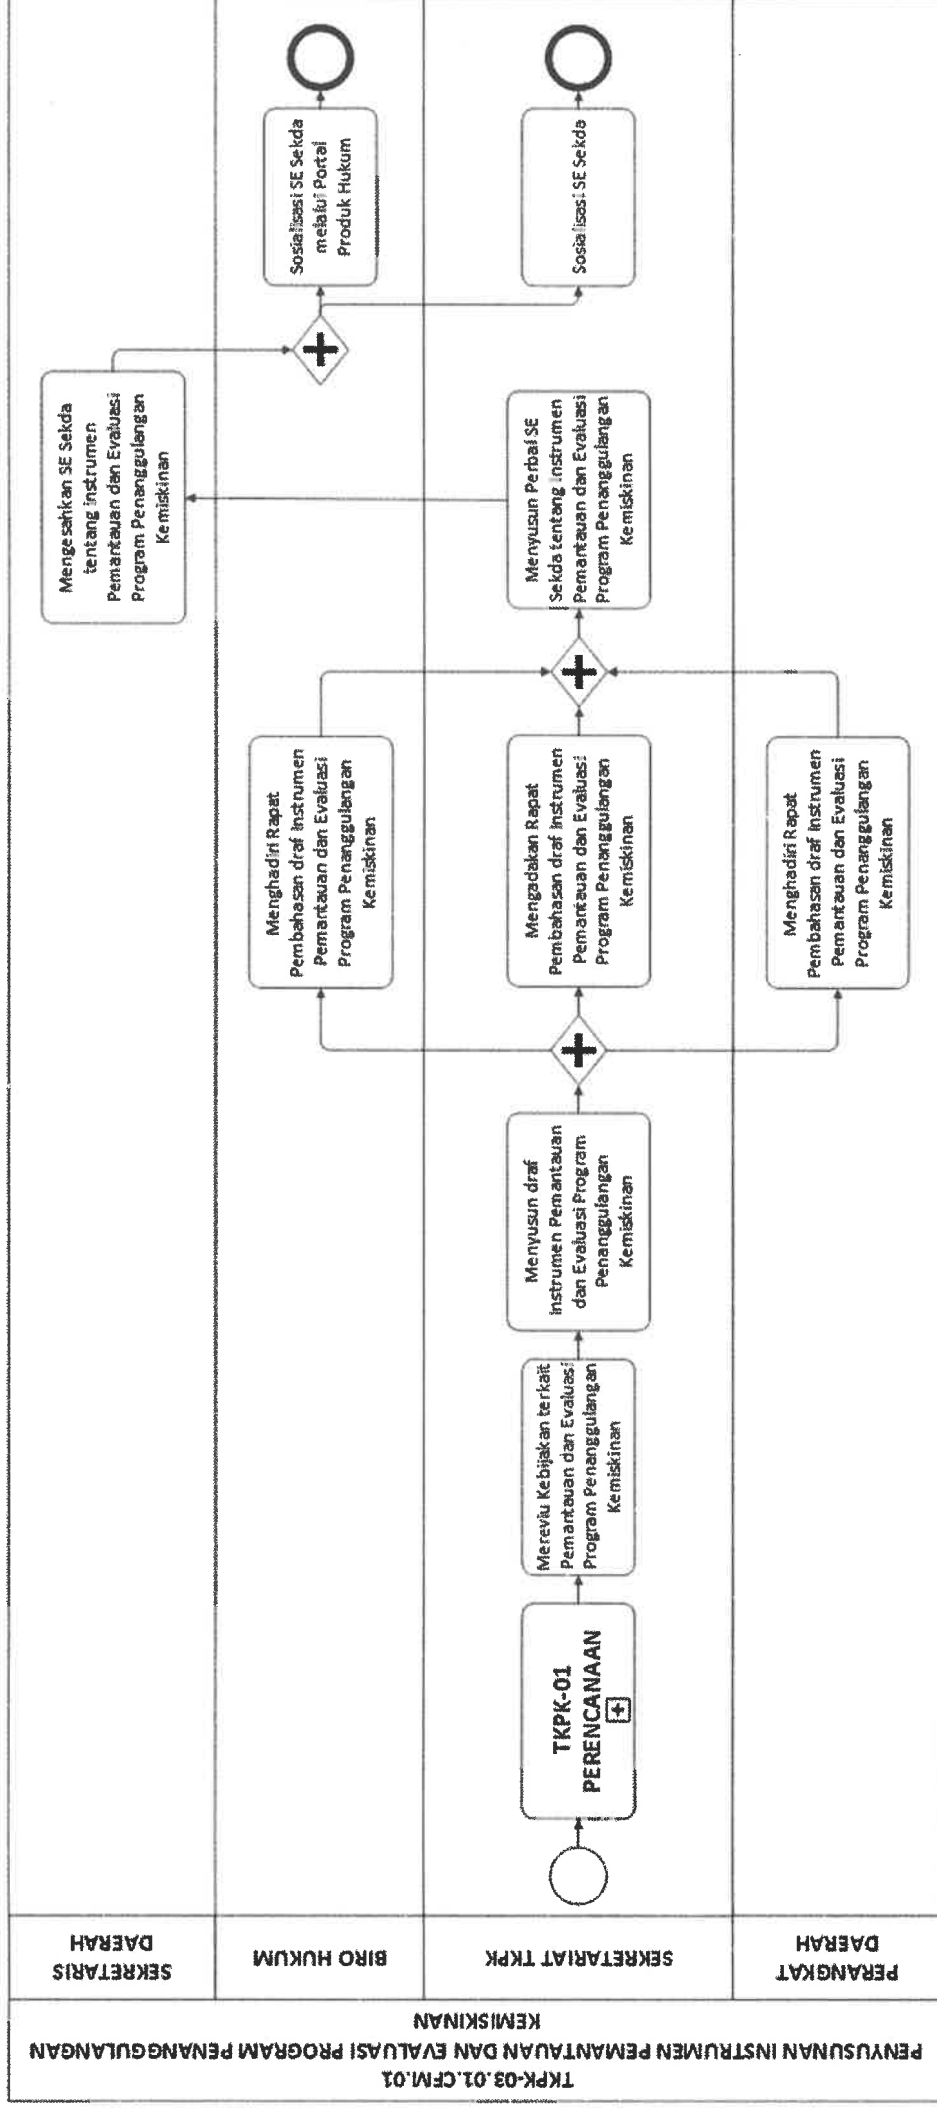 TKPK-03.01.CFM.01
PENYUSUNAN INSTRUMEN PEMANTAUAN DAN EVALUASI PROGRAM PENANGGULANGAN
KEMISKINAN
SEKRETARIS
DAERAH
BIRO HUKUM
SEKRETARIAT TKPK
PERANGKAT
DAERAH
TKPK-01
PERENCANAAN
Mereviu Kebijakan terkait
Pemantauan dan Evaluasi
Program Penanggulangan
Kemiskinan
Menyusun draf
Instrumen Pemantauan
dan Evaluasi Program
Penanggulangan
Kemiskinan
Menghadiri Rapat
Pembahasan draf Instrumen
Pemantauan dan Evaluasi
Program Penanggulangan
Kemiskinan
Mengadakan Rapat
Pembahasan draf Instrumen
Pemantauan dan Evaluasi
Program Penanggulangan
Kemiskinan
Menghadiri Rapat
Pembahasan draf Instrumen
Pemantauan dan Evaluasi
Program Penanggulangan
Kemiskinan
Menyusun Perbal SE
Sekda tentang Instrumen
Pemantauan dan Evaluasi
Program Penanggulangan
Kemiskinan
Mengesahkan SE Sekda
tentang Instrumen
Pemantauan dan Evaluasi
Program Penanggulangan
Kemiskinan
Sosialisasi SE Sekda
melalui Portal
Produk Hukum
Sosialisasi SE Sekda